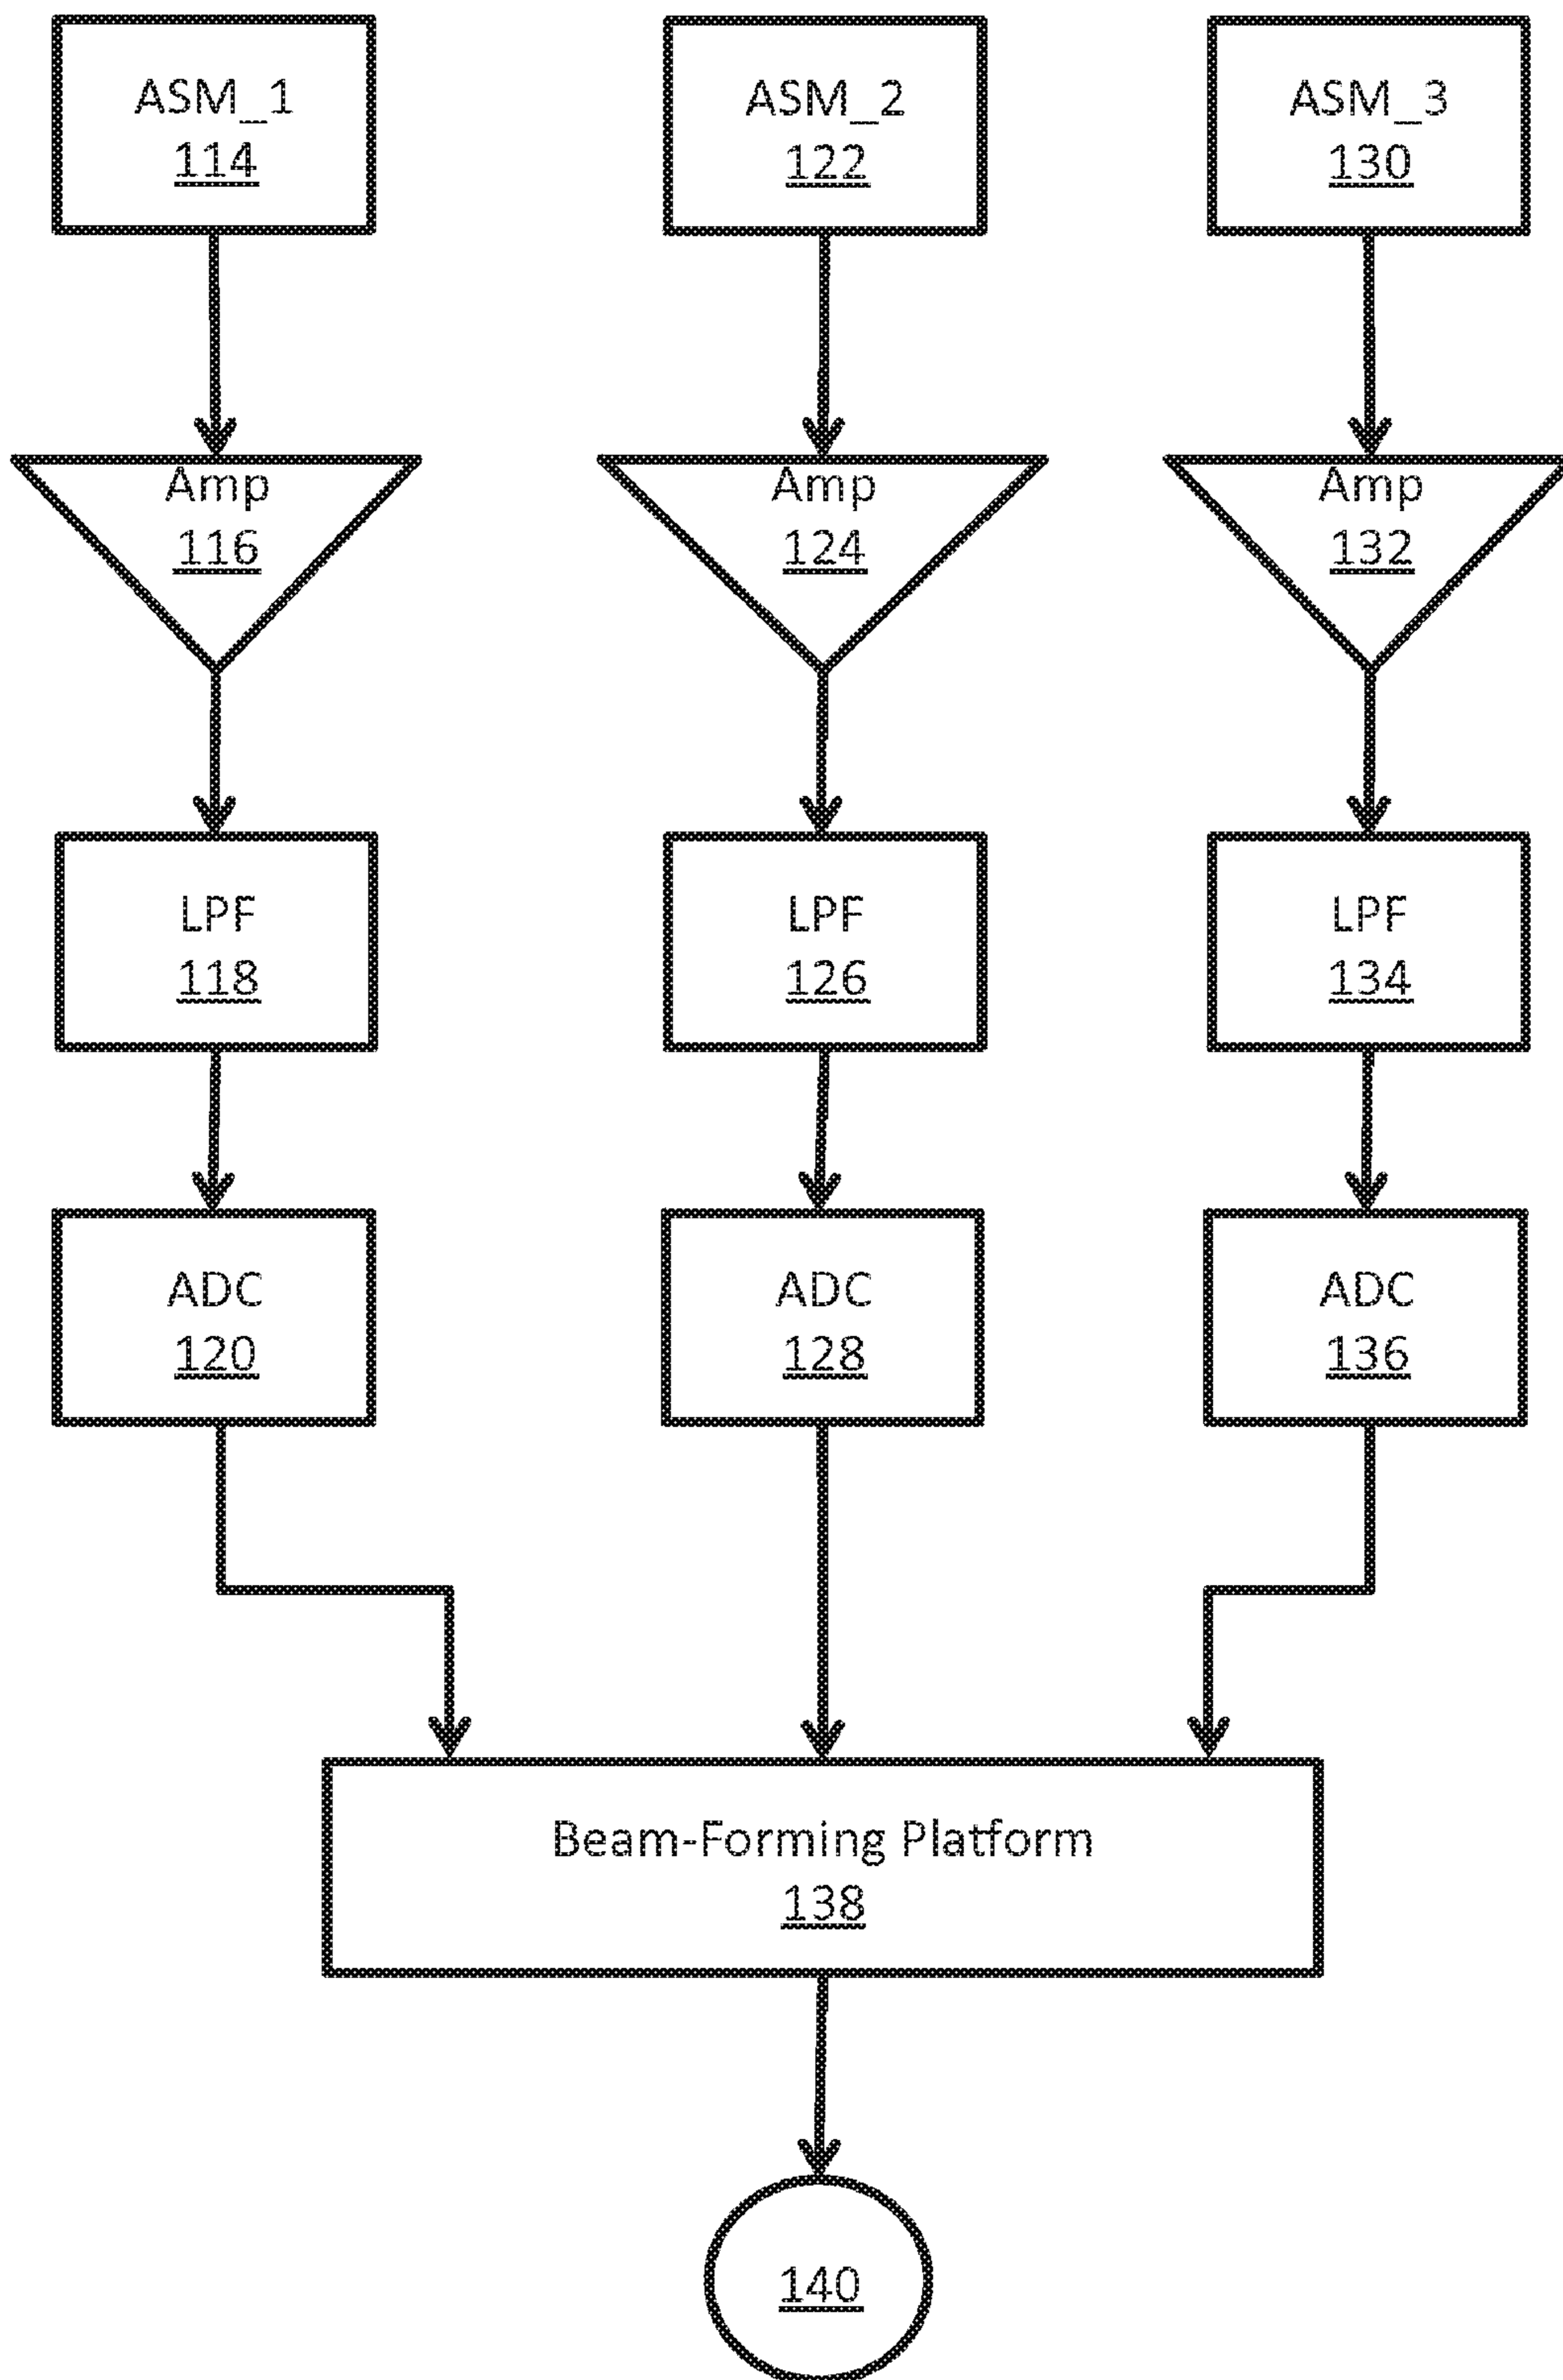 ASM_1
114
ASM_2
122
ASM_3
130
Amp
116
Amp
124
Amp
132
LPF
118
LPF
126
LPF
134
ADC
120
ADC
128
ADC
136
Beam-Forming Platform
138
140